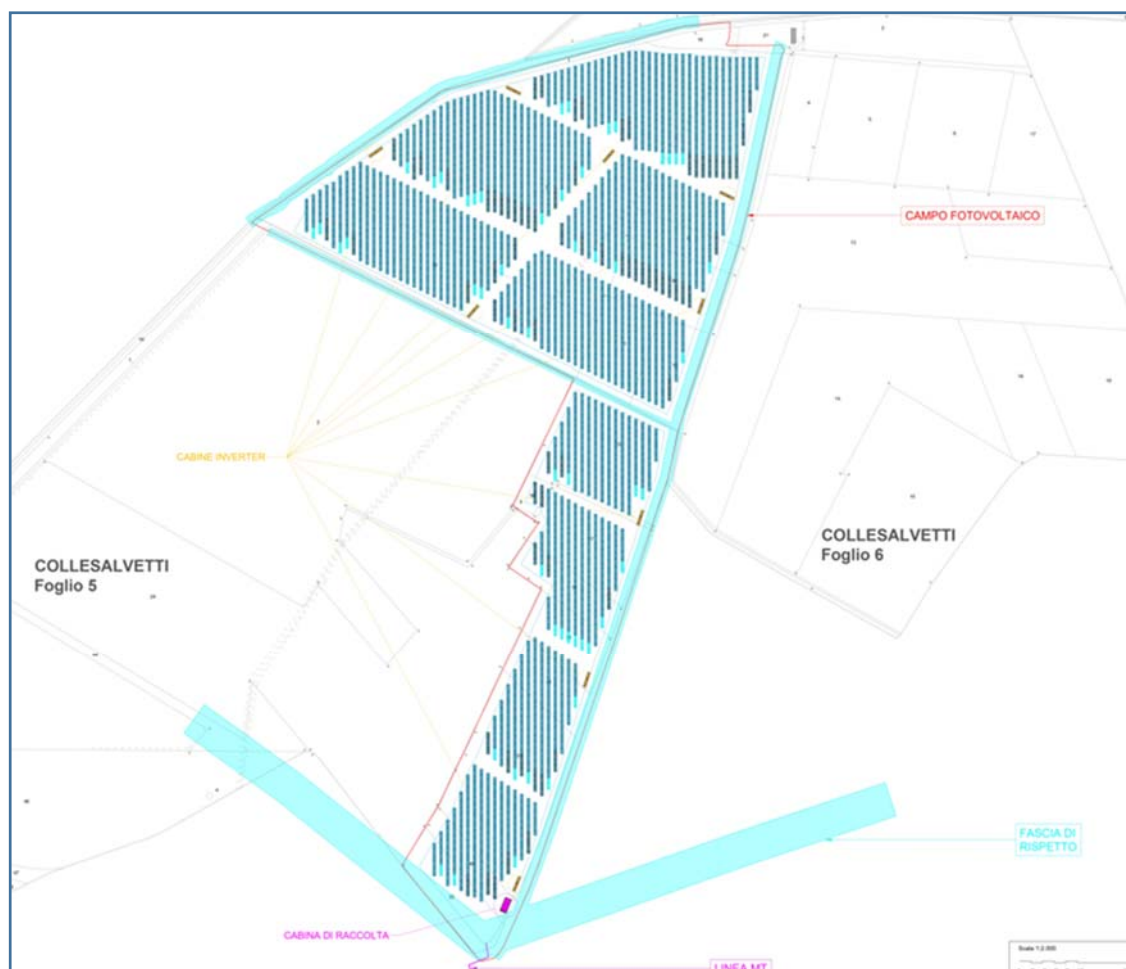 CAMPO FOTOVOLTAICO
CABINE INVERTER
COLLESALVETTI
Foglio 5
COLLESALVETTI
Foglio 6
FASCIA DI
RISPETTO
CABINA DI RACCOLTA
LINEA MT
Scala 1:2.000